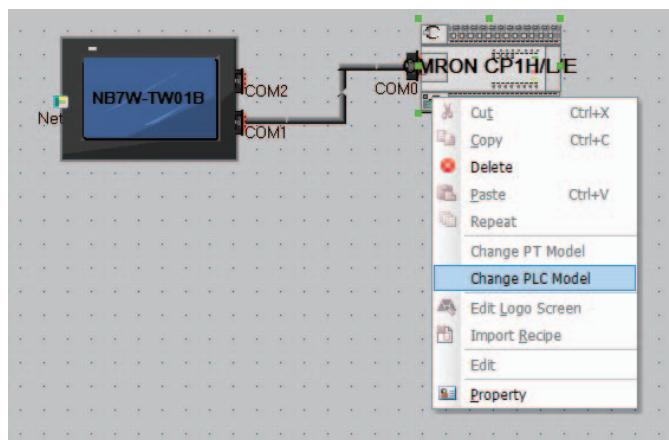 OMRON CP1H/L/E
NB7W-TW01B
COM2
COM0
Net
COM1
Cut Ctrl+X
Copy Ctrl+C
Delete
Paste Ctrl+V
Repeat
Change PT Model
Change PLC Model
Edit Logo Screen
Import Recipe
Edit
Property